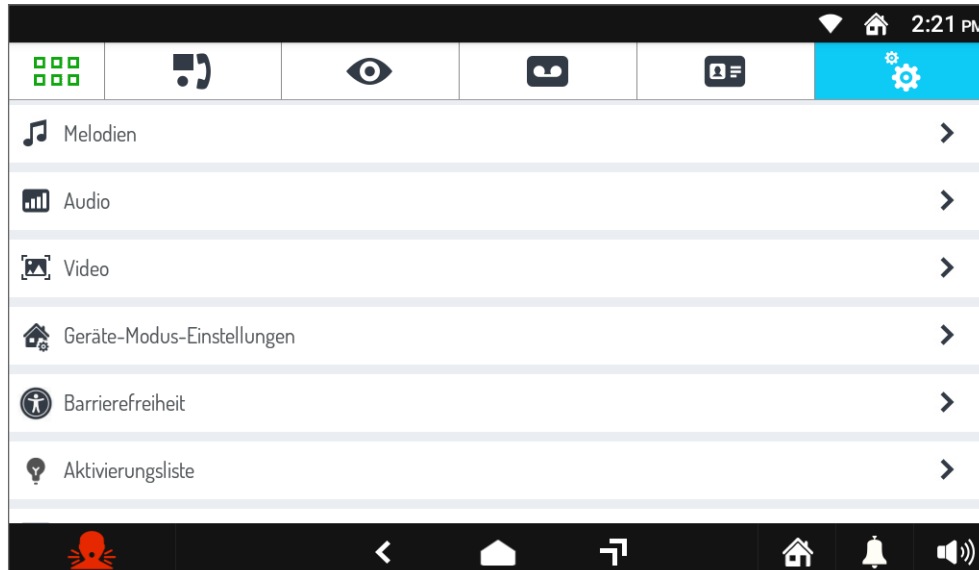 2:21 PM
Melodien
Audio
Video
Geräte-Modus-Einstellungen
Barrierefreiheit
Aktivierungsliste